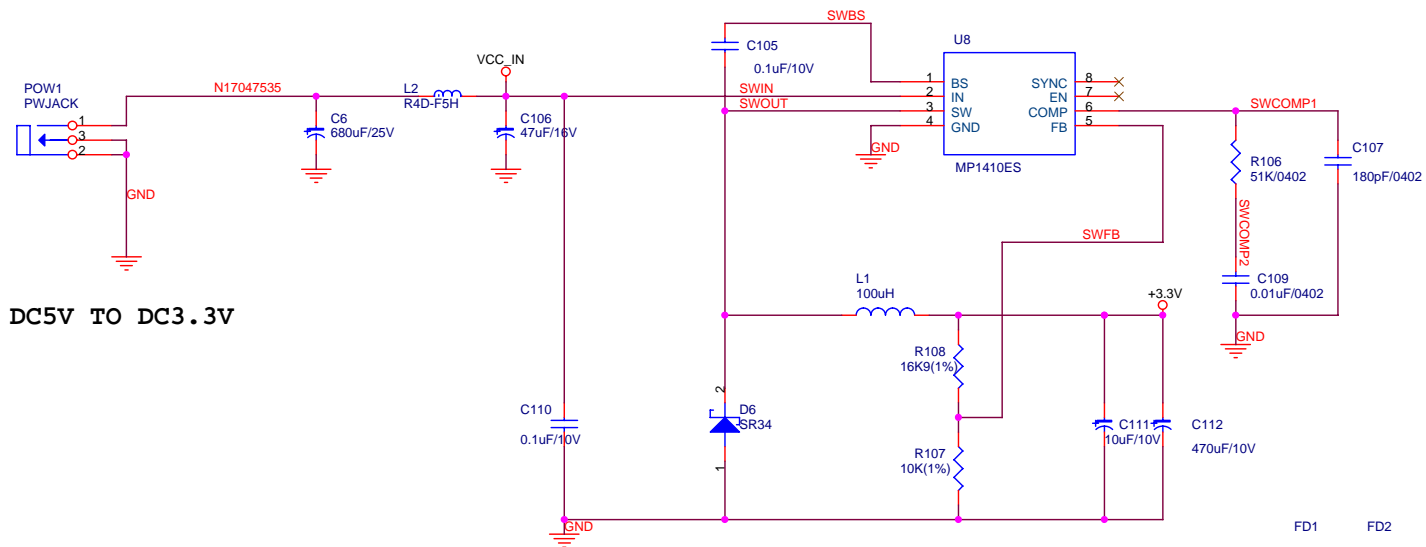 SWBS
U8
C105
0.1uF/10V
VCC_IN
POW1
PWJACK
N17047535
L2
R4D-F5H
SWIN
SWOUT
1 BS SYNC 8
2 IN EN 7
3 SW COMP 6
4 GND FB 5
MP1410ES
GND
SWCOMP1
1
3
2
C6
680uF/25V
C106
47uF/16V
R106
51K/0402
C107
180pF/0402
GND
SWCOMP2
SWFB
C109
0.01uF/0402
GND
L1
100uH
+3.3V
DC5V TO DC3.3V
R108
16K9(1%)
C110
0.1uF/10V
2
D6
SR34
1
R107
10K(1%)
C111
10uF/10V
C112
470uF/10V
GND
FD1 FD2